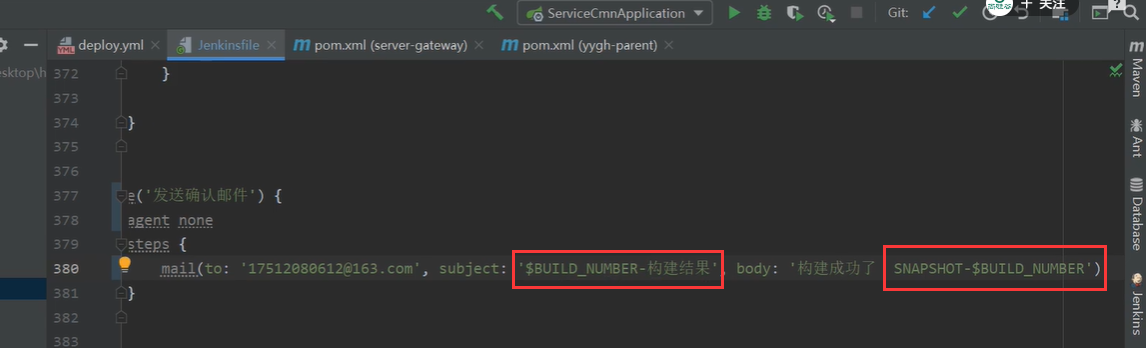 ServiceCmnApplication Git: 关注
deploy.yml Jenkinsfile pom.xml (server-gateway) pom.xml (yygh-parent)
esktop\h 372 }
373
374 }
375
376
377 e('发送确认邮件') {
378 agent none
379 steps {
380 mail(to: '17512080612@163.com', subject: '$BUILD_NUMBER-构建结果', body: '构建成功了 SNAPSHOT-$BUILD_NUMBER')
381 }
382
383
Maven
Ant
Database
Jenkins